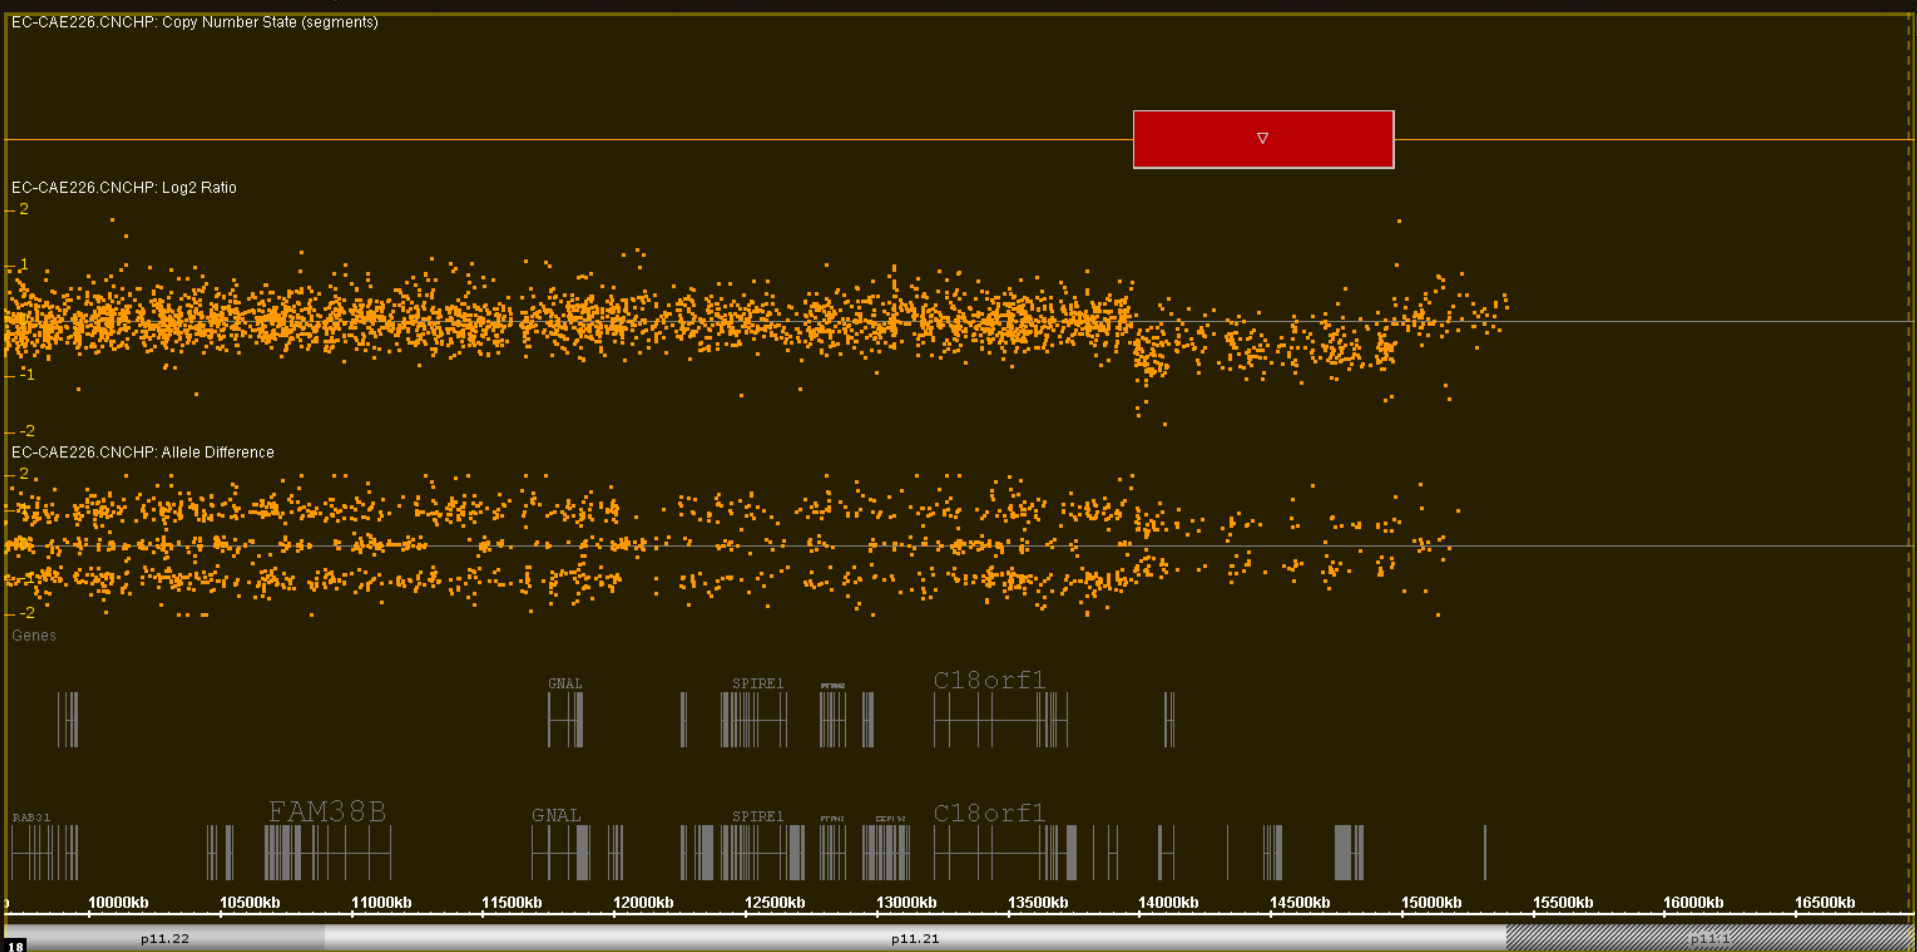 EC-CAE226.CNCHP: Copy Number State (segments)
EC-CAE226.CNCHP: Log2 Ratio
2
1
-1
-2
EC-CAE226.CNCHP: Allele Difference
2
-2
Genes
GNAL SPIRE1 C18orf1
RAB31 FAM38B GNAL SPIRE1 C18orf1
10000kb 10500kb 11000kb 11500kb 12000kb 12500kb 13000kb 13500kb 14000kb 14500kb 15000kb 15500kb 16000kb 16500kb
18 p11.22 p11.21 p11.1